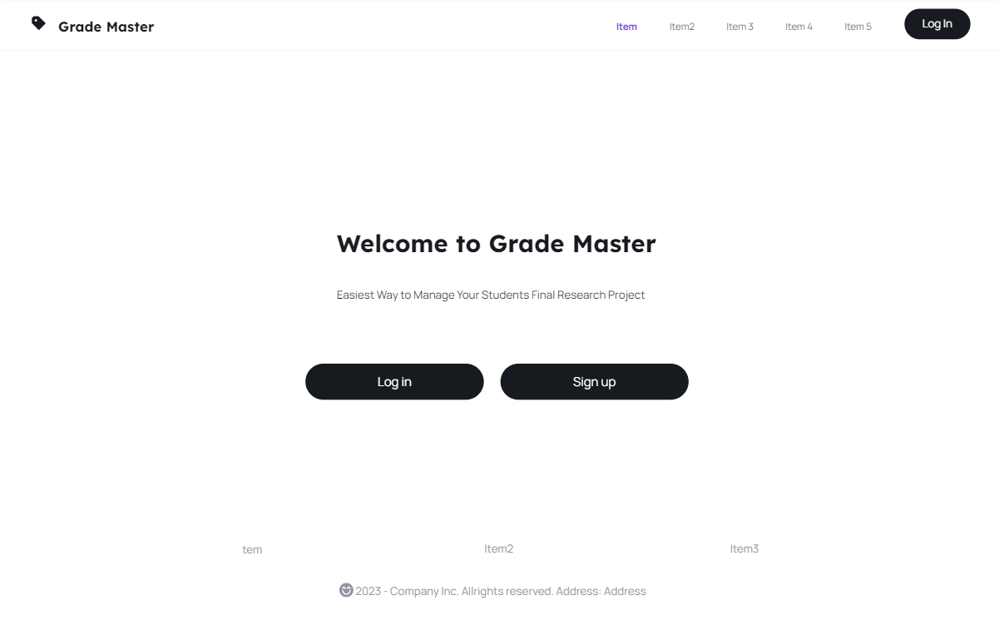 Grade Master
Item Item2 Item 3 Item 4 Item 5 Log In
Welcome to Grade Master
Easiest Way to Manage Your Students Final Research Project
Log in Sign up
tem Item2 Item3
2023 - Company Inc. Allrights reserved. Address: Address